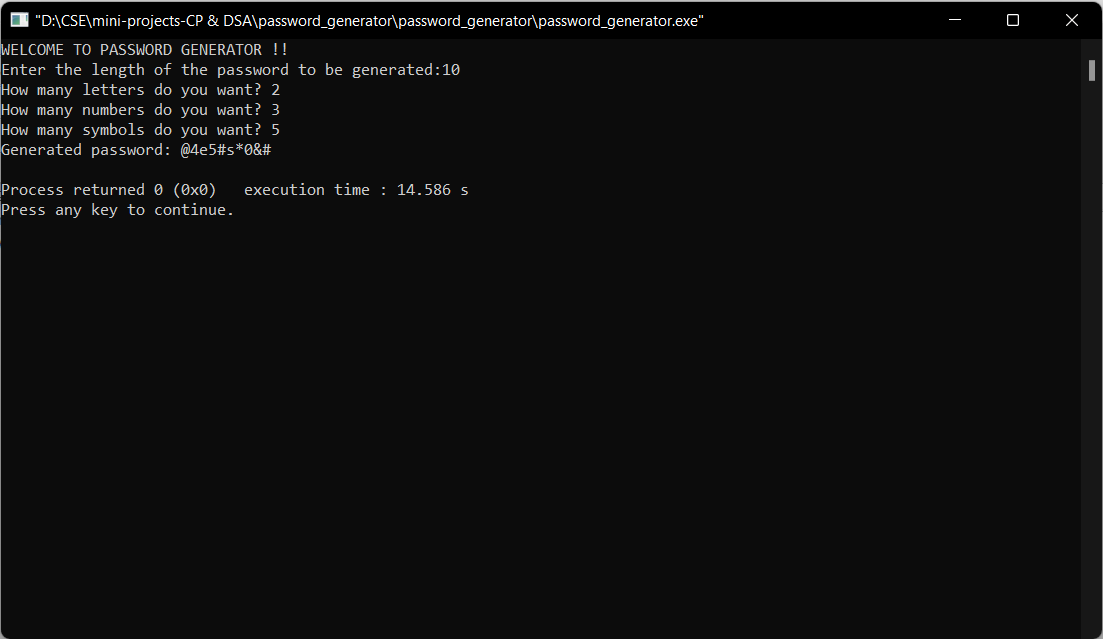 "D:\CSE\mini-projects-CP & DSA\password_generator\password_generator\password_generator.exe"
WELCOME TO PASSWORD GENERATOR !!
Enter the length of the password to be generated:10
How many letters do you want? 2
How many numbers do you want? 3
How many symbols do you want? 5
Generated password: @4e5#s*0&#
Process returned 0 (0x0)   execution time : 14.586 s
Press any key to continue.